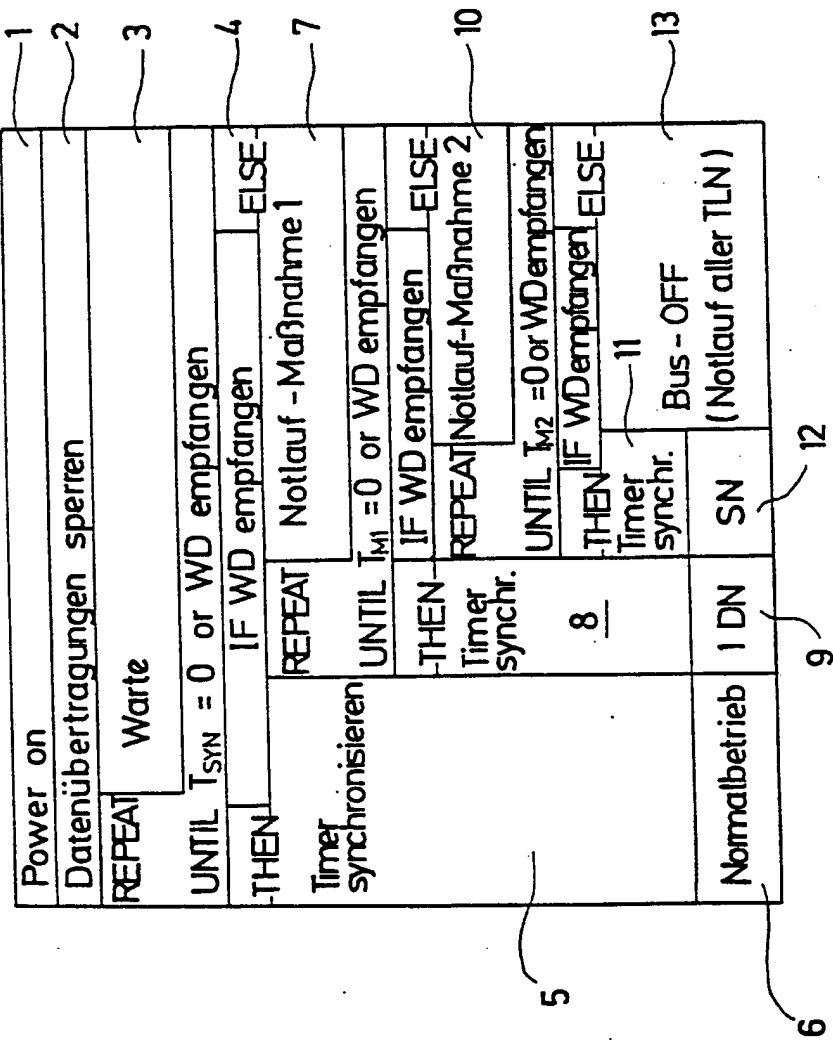 Power on
1
Datenübertragungen sperren
2
REPEAT
Warte
3
UNTIL T_SYN = 0 or WD empfangen
IF WD empfangen
4
THEN
ELSE
Timer
synchronisieren
5
Normalbetrieb
6
REPEAT
Notlauf-Maßnahme 1
7
UNTIL T_M1 = 0 or WD empfangen
IF WD empfangen
THEN
ELSE
Timer
synchr.
8
1 DN
9
REPEAT
Notlauf-Maßnahme 2
10
UNTIL T_M2 = 0 or WD empfangen
IF WD empfangen
THEN
ELSE
Timer
synchr.
11
SN
12
Bus-OFF
(Notlauf aller TLN)
13